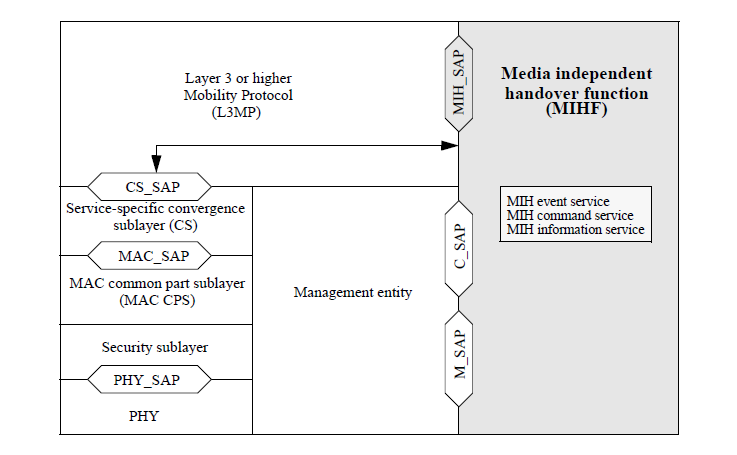 Layer 3 or higher
Mobility Protocol
(L3MP)
MIH_SAP
Media independent
handover function
(MIHF)
CS_SAP
Service-specific convergence
sublayer (CS)
MAC_SAP
MAC common part sublayer
(MAC CPS)
Security sublayer
PHY_SAP
PHY
Management entity
C_SAP
M_SAP
MIH event service
MIH command service
MIH information service